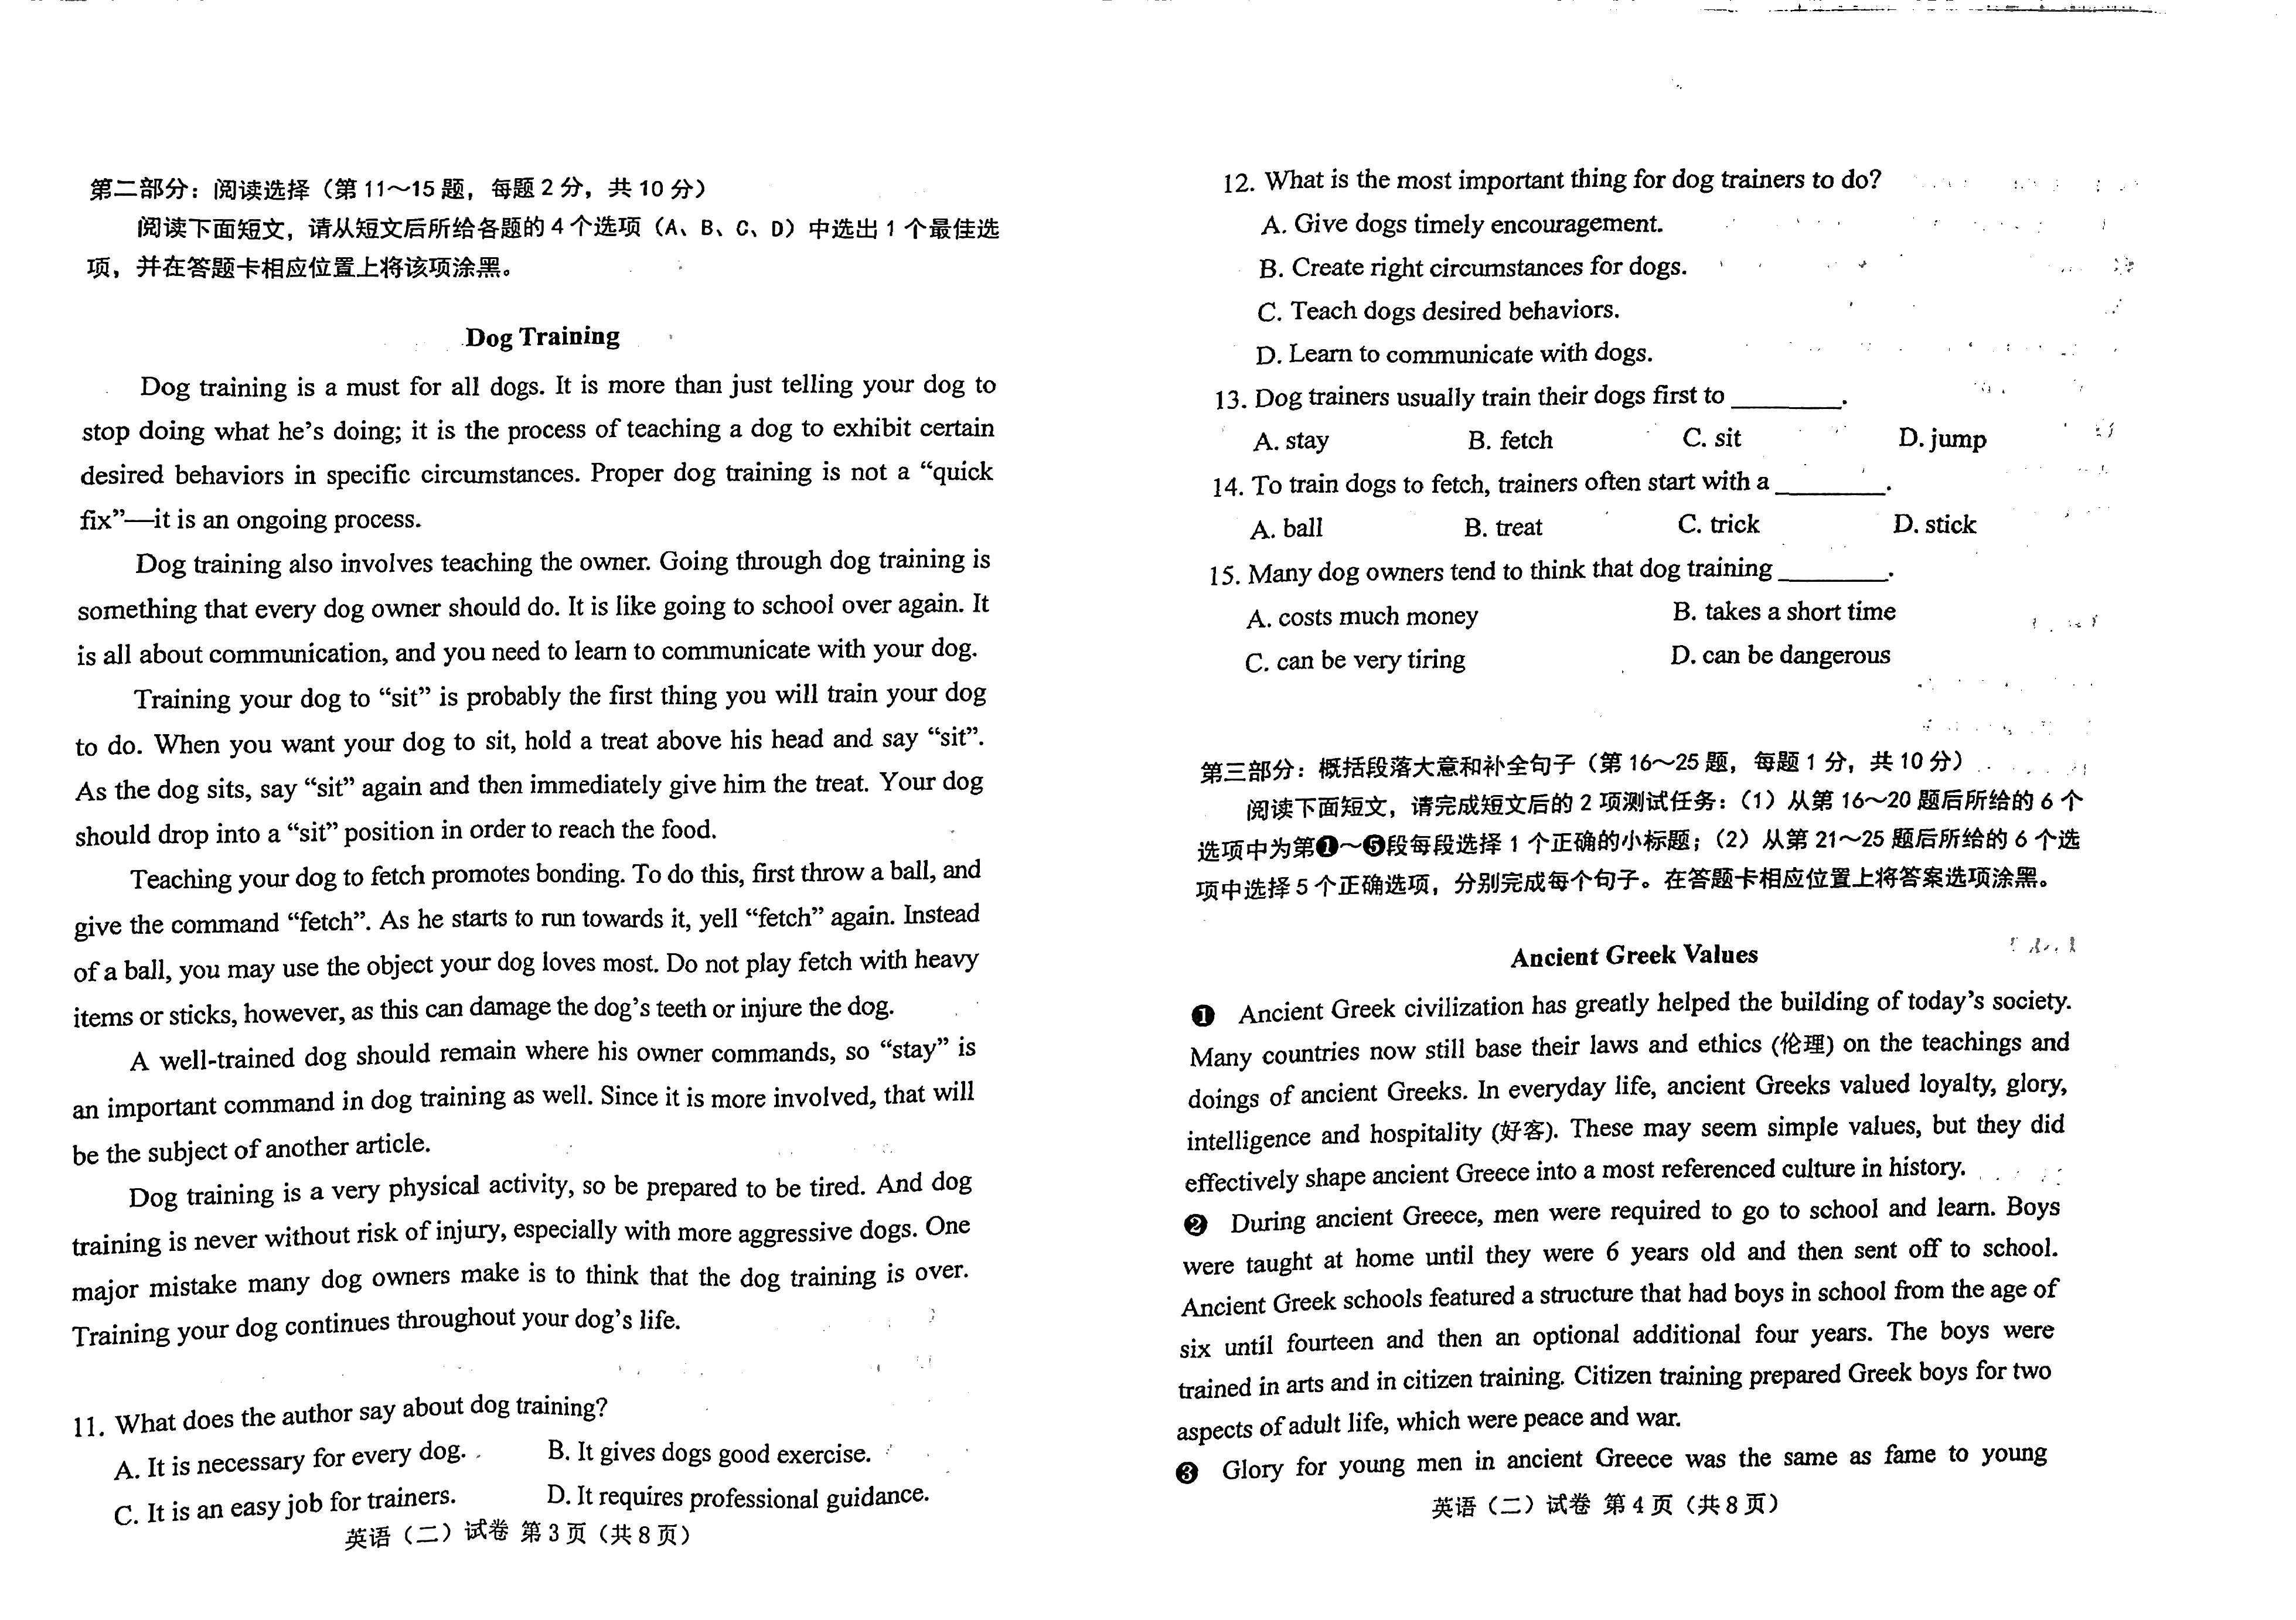 第二部分：阅读选择（第 11～15 题，每题 2 分，共 10 分）
阅读下面短文，请从短文后所给各题的 4 个选项（A、B、C、D）中选出 1 个最佳选
项，并在答题卡相应位置上将该项涂黑。
Dog Training
Dog training is a must for all dogs. It is more than just telling your dog to
stop doing what he's doing; it is the process of teaching a dog to exhibit certain
desired behaviors in specific circumstances. Proper dog training is not a “quick
fix”—it is an ongoing process.
Dog training also involves teaching the owner. Going through dog training is
something that every dog owner should do. It is like going to school over again. It
is all about communication, and you need to learn to communicate with your dog.
Training your dog to “sit” is probably the first thing you will train your dog
to do. When you want your dog to sit, hold a treat above his head and say “sit”.
As the dog sits, say “sit” again and then immediately give him the treat. Your dog
should drop into a “sit” position in order to reach the food.
Teaching your dog to fetch promotes bonding. To do this, first throw a ball, and
give the command “fetch”. As he starts to run towards it, yell “fetch” again. Instead
of a ball, you may use the object your dog loves most. Do not play fetch with heavy
items or sticks, however, as this can damage the dog's teeth or injure the dog.
A well-trained dog should remain where his owner commands, so “stay” is
an important command in dog training as well. Since it is more involved, that will
be the subject of another article.
Dog training is a very physical activity, so be prepared to be tired. And dog
training is never without risk of injury, especially with more aggressive dogs. One
major mistake many dog owners make is to think that the dog training is over.
Training your dog continues throughout your dog's life.
11. What does the author say about dog training?
A. It is necessary for every dog. B. It gives dogs good exercise.
C. It is an easy job for trainers. D. It requires professional guidance.
英语（二）试卷 第 3 页（共 8 页）
12. What is the most important thing for dog trainers to do?
A. Give dogs timely encouragement.
B. Create right circumstances for dogs.
C. Teach dogs desired behaviors.
D. Learn to communicate with dogs.
13. Dog trainers usually train their dogs first to ________.
A. stay B. fetch C. sit D. jump
14. To train dogs to fetch, trainers often start with a ________.
A. ball B. treat C. trick D. stick
15. Many dog owners tend to think that dog training ________.
A. costs much money B. takes a short time
C. can be very tiring D. can be dangerous
第三部分：概括段落大意和补全句子（第 16～25 题，每题 1 分，共 10 分）
阅读下面短文，请完成短文后的 2 项测试任务：（1）从第 16～20 题后所给的 6 个
选项中为第❶～❺段每段选择 1 个正确的小标题；（2）从第 21～25 题后所给的 6 个选
项中选择 5 个正确选项，分别完成每个句子。在答题卡相应位置上将答案选项涂黑。
Ancient Greek Values
❶ Ancient Greek civilization has greatly helped the building of today's society.
Many countries now still base their laws and ethics (伦理) on the teachings and
doings of ancient Greeks. In everyday life, ancient Greeks valued loyalty, glory,
intelligence and hospitality (好客). These may seem simple values, but they did
effectively shape ancient Greece into a most referenced culture in history.
❷ During ancient Greece, men were required to go to school and learn. Boys
were taught at home until they were 6 years old and then sent off to school.
Ancient Greek schools featured a structure that had boys in school from the age of
six until fourteen and then an optional additional four years. The boys were
trained in arts and in citizen training. Citizen training prepared Greek boys for two
aspects of adult life, which were peace and war.
❸ Glory for young men in ancient Greece was the same as fame to young
英语（二）试卷 第 4 页（共 8 页）